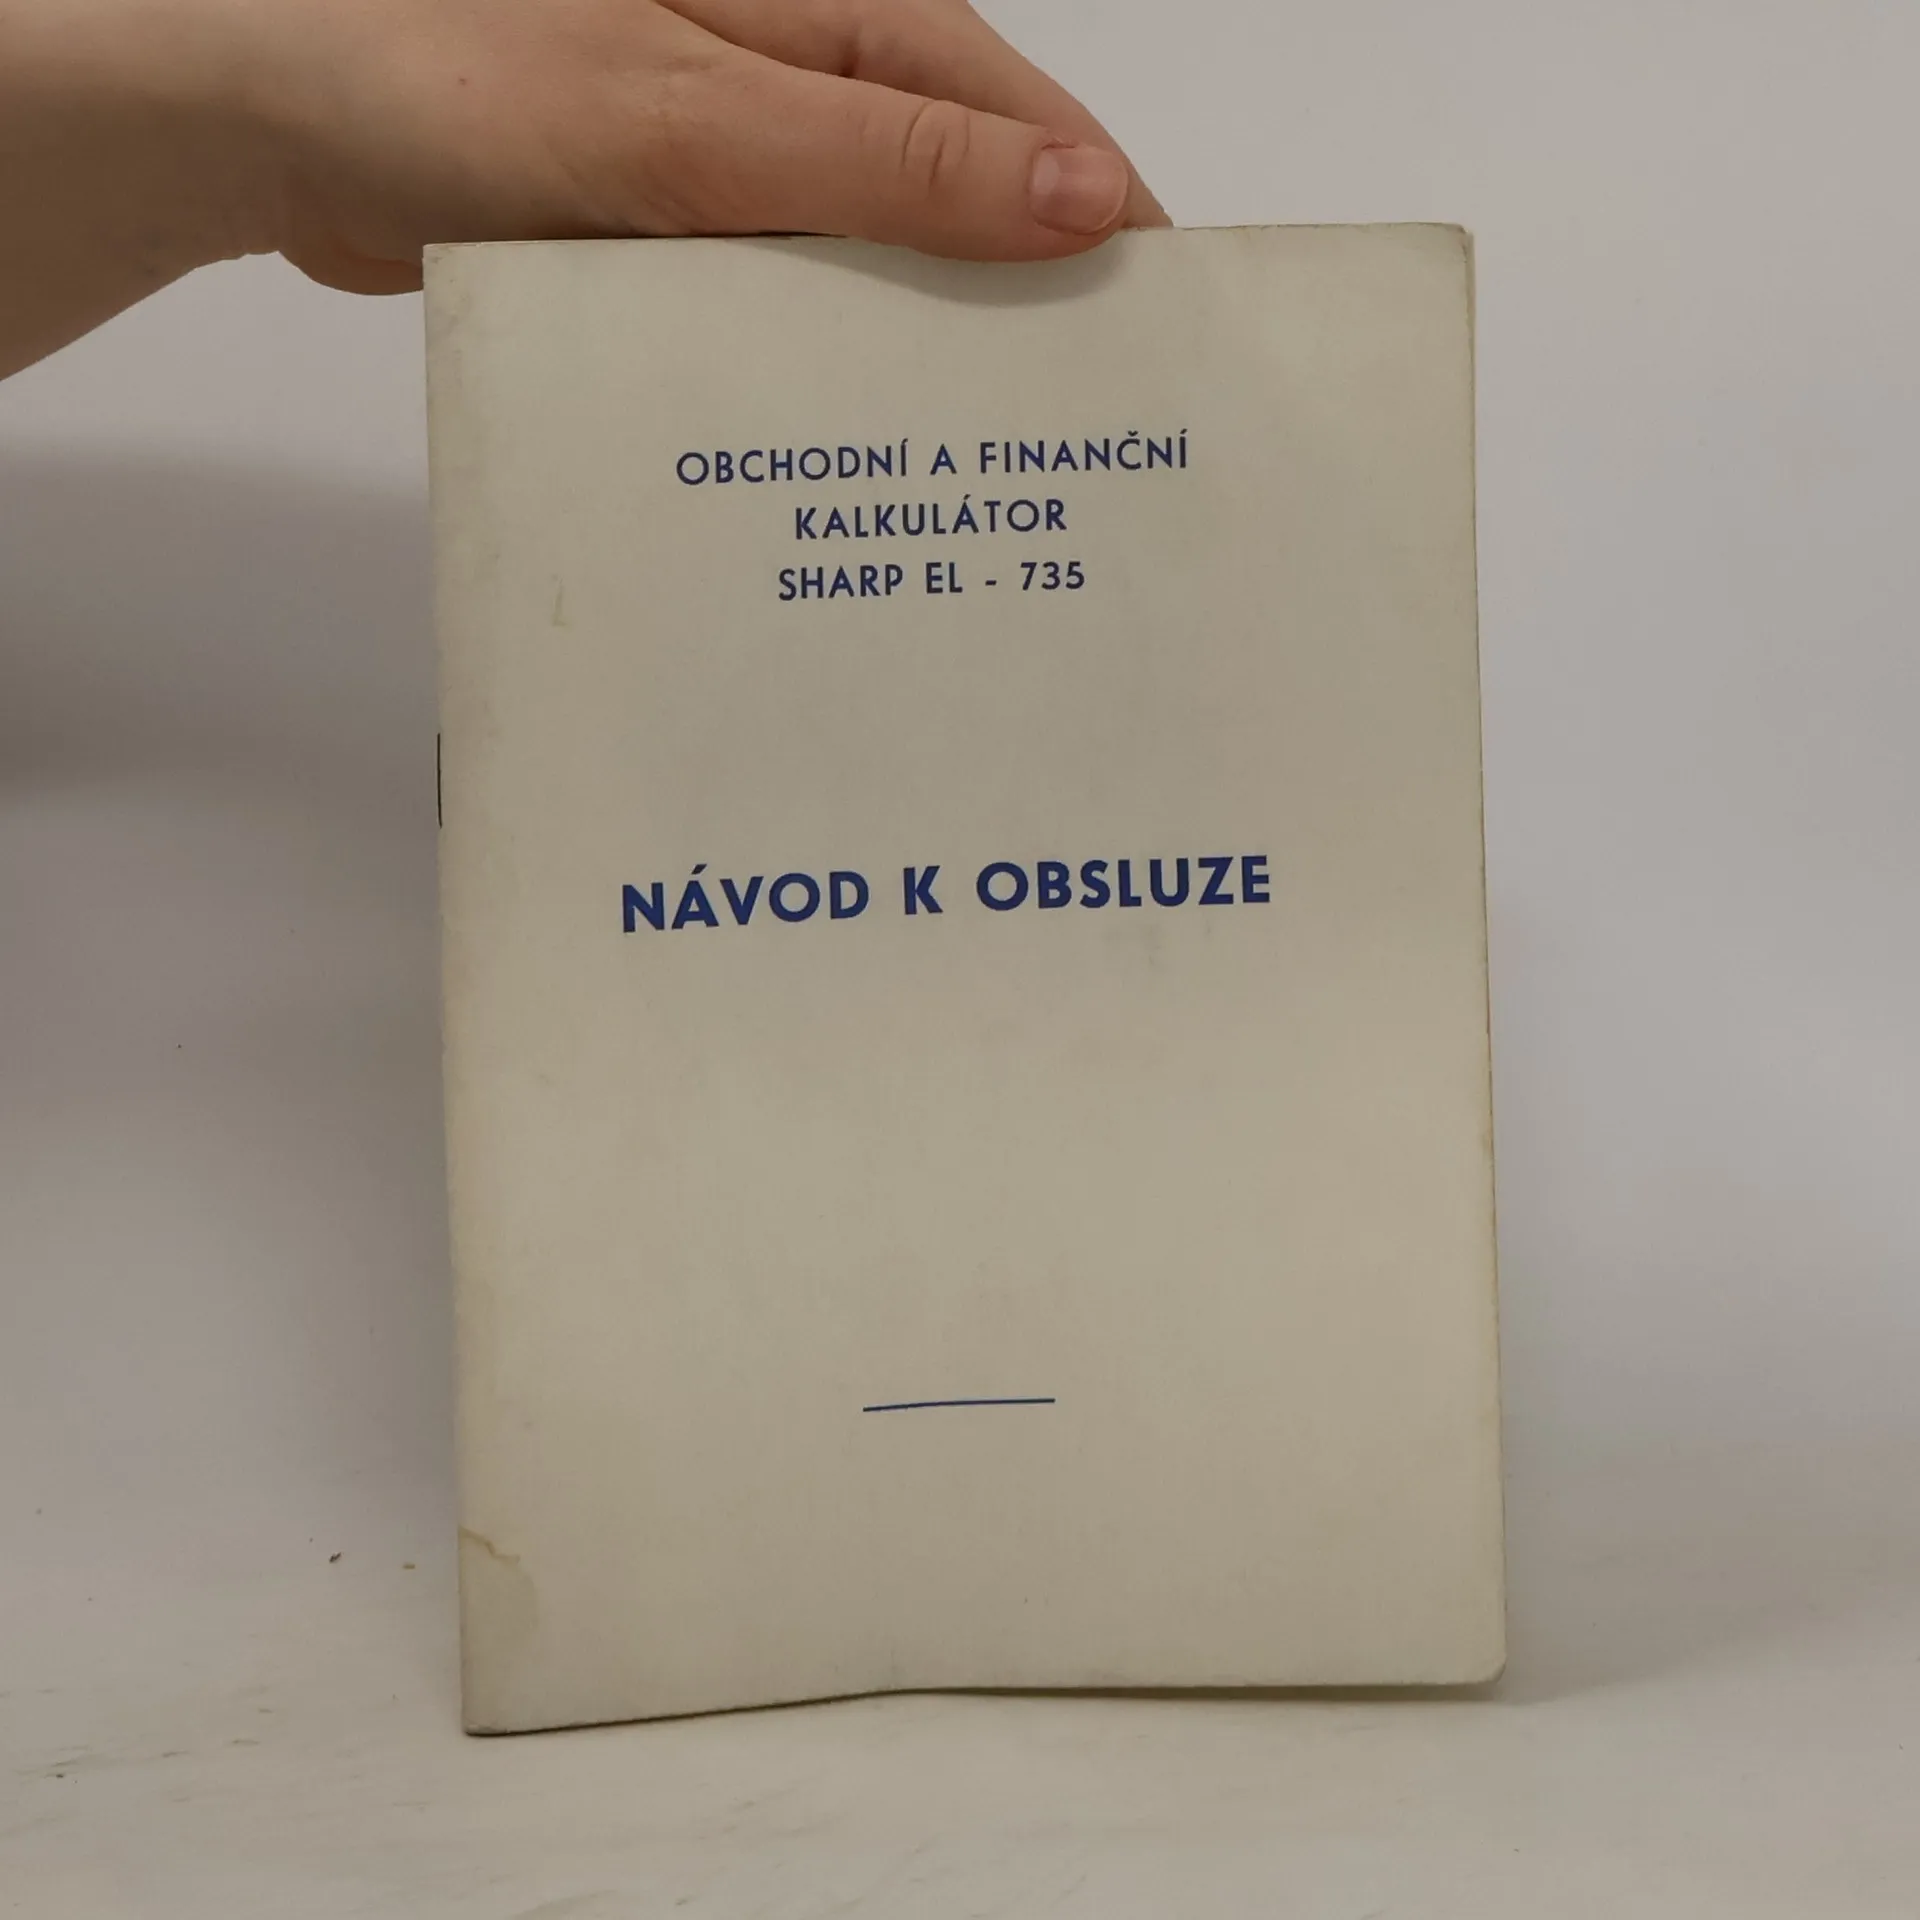 OBCHODNÍ A FINANČNÍ
KALKULÁTOR
SHARP EL - 735
NÁVOD K OBSLUZE